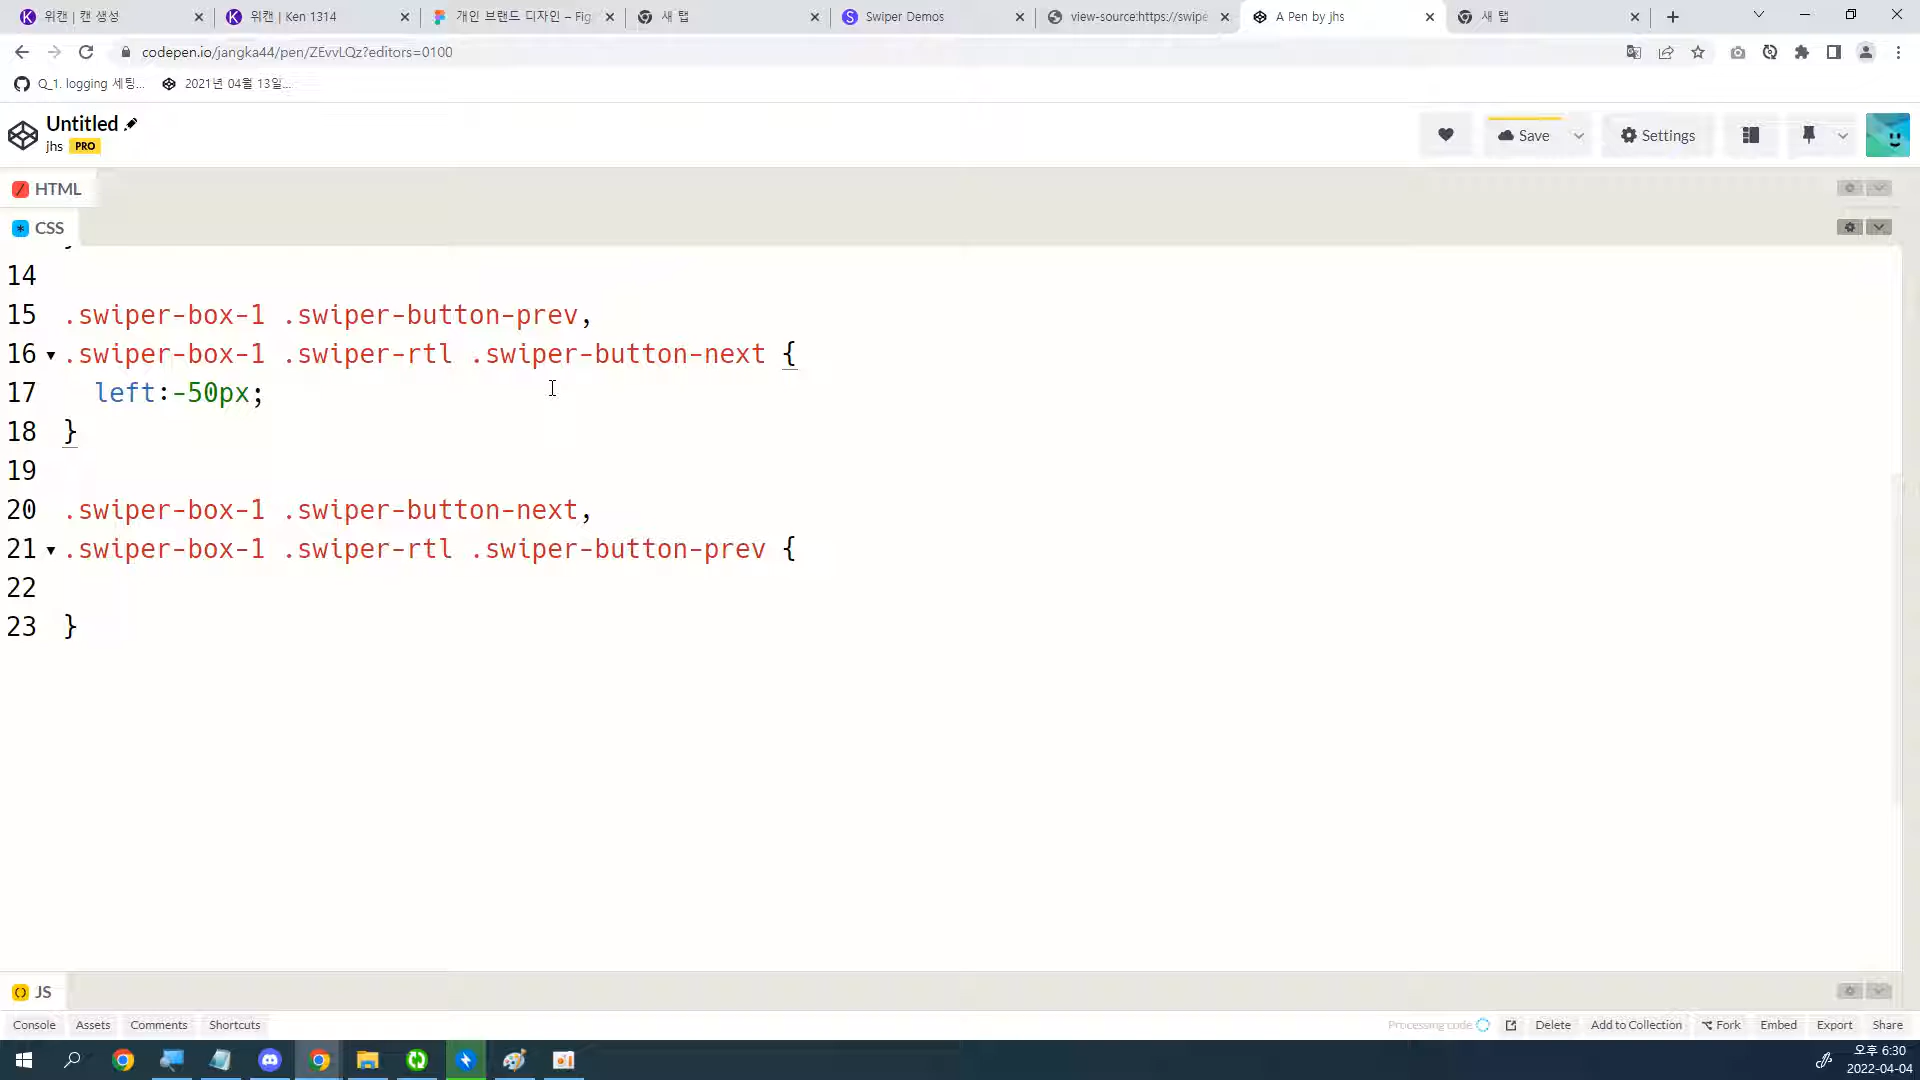 위캔 | 캔 생성
위캔 | Ken 1314
개인 브랜드 디자인 – Fig
새 탭
Swiper Demos
view-source:https://swipe
A Pen by jhs
새 탭
codepen.io/jangka44/pen/ZEvvLQz?editors=0100
Q_1. logging 세팅...
2021년 04월 13일...
Untitled
jhs PRO
Save
Settings
HTML
CSS
}
14
15 .swiper-box-1 .swiper-button-prev,
16 .swiper-box-1 .swiper-rtl .swiper-button-next {
17 left:-50px;
18 }
19
20 .swiper-box-1 .swiper-button-next,
21 .swiper-box-1 .swiper-rtl .swiper-button-prev {
22
23 }
JS
Console Assets Comments Shortcuts
Processing code
Delete Add to Collection Fork Embed Export Share
오후 6:30
2022-04-04